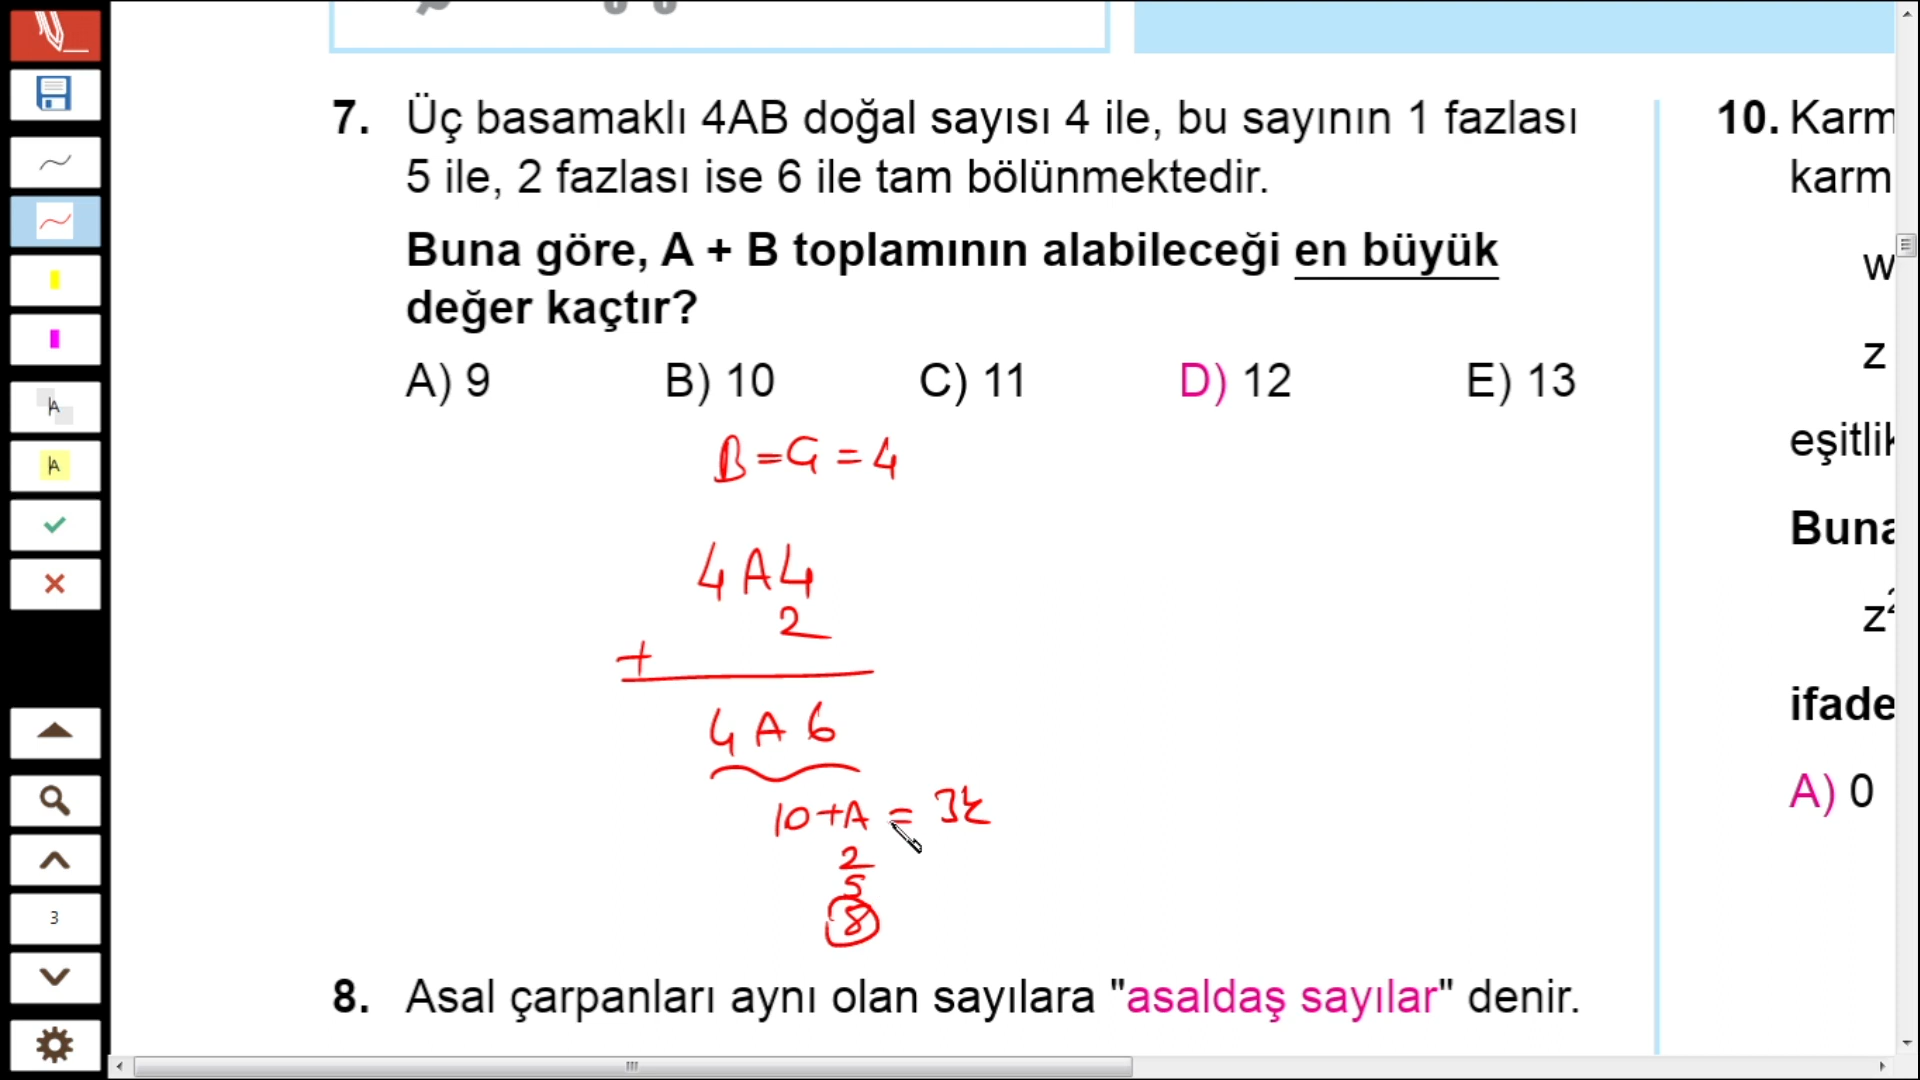 7. Üç basamaklı 4AB doğal sayısı 4 ile, bu sayının 1 fazlası
5 ile, 2 fazlası ise 6 ile tam bölünmektedir.
Buna göre, A + B toplamının alabileceği en büyük
değer kaçtır?
A) 9 B) 10 C) 11 D) 12 E) 13
B = G = 4
4A4
2
+
4A6
10+A = 3k
2
5
8
8. Asal çarpanları aynı olan sayılara "asaldaş sayılar" denir.
10. Karm
karm
w
z
eşitlik
Buna
z²
ifade
A) 0
A
A
3